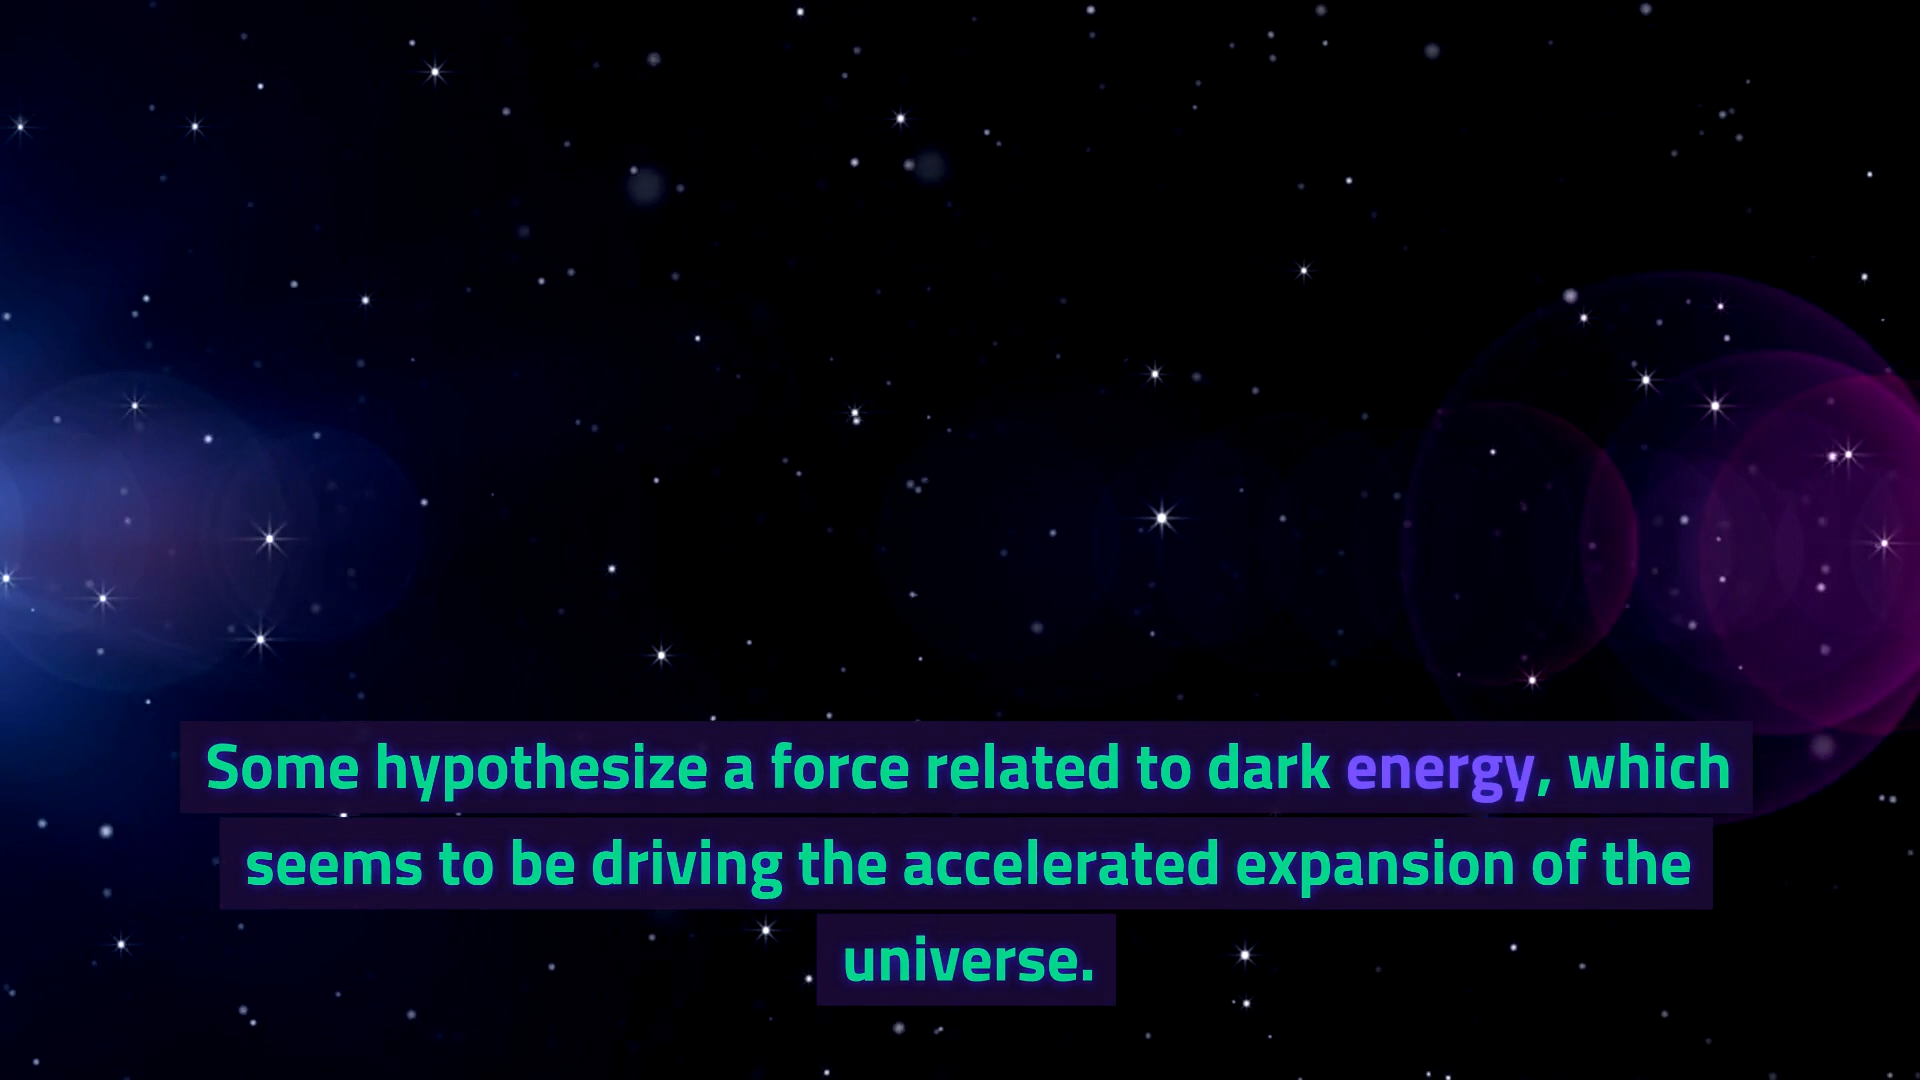 Some hypothesize a force related to dark energy, which
seems to be driving the accelerated expansion of the
universe.